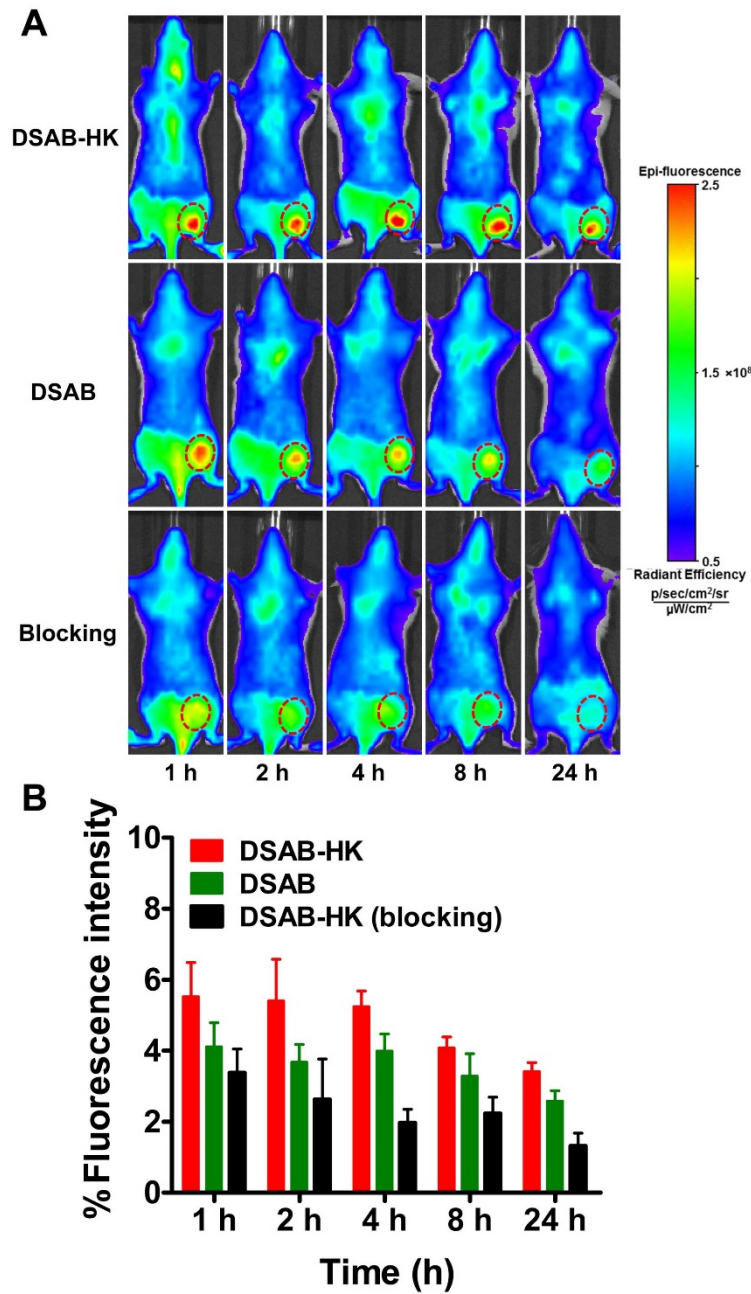 A
DSAB-HK
DSAB
Blocking
1 h 2 h 4 h 8 h 24 h
Epi-fluorescence
2.5
1.5 ×10⁸
0.5
Radiant Efficiency
p/sec/cm²/sr
µW/cm²
B
% Fluorescence intensity
10
8
6
4
2
0
DSAB-HK
DSAB
DSAB-HK (blocking)
1 h 2 h 4 h 8 h 24 h
Time (h)